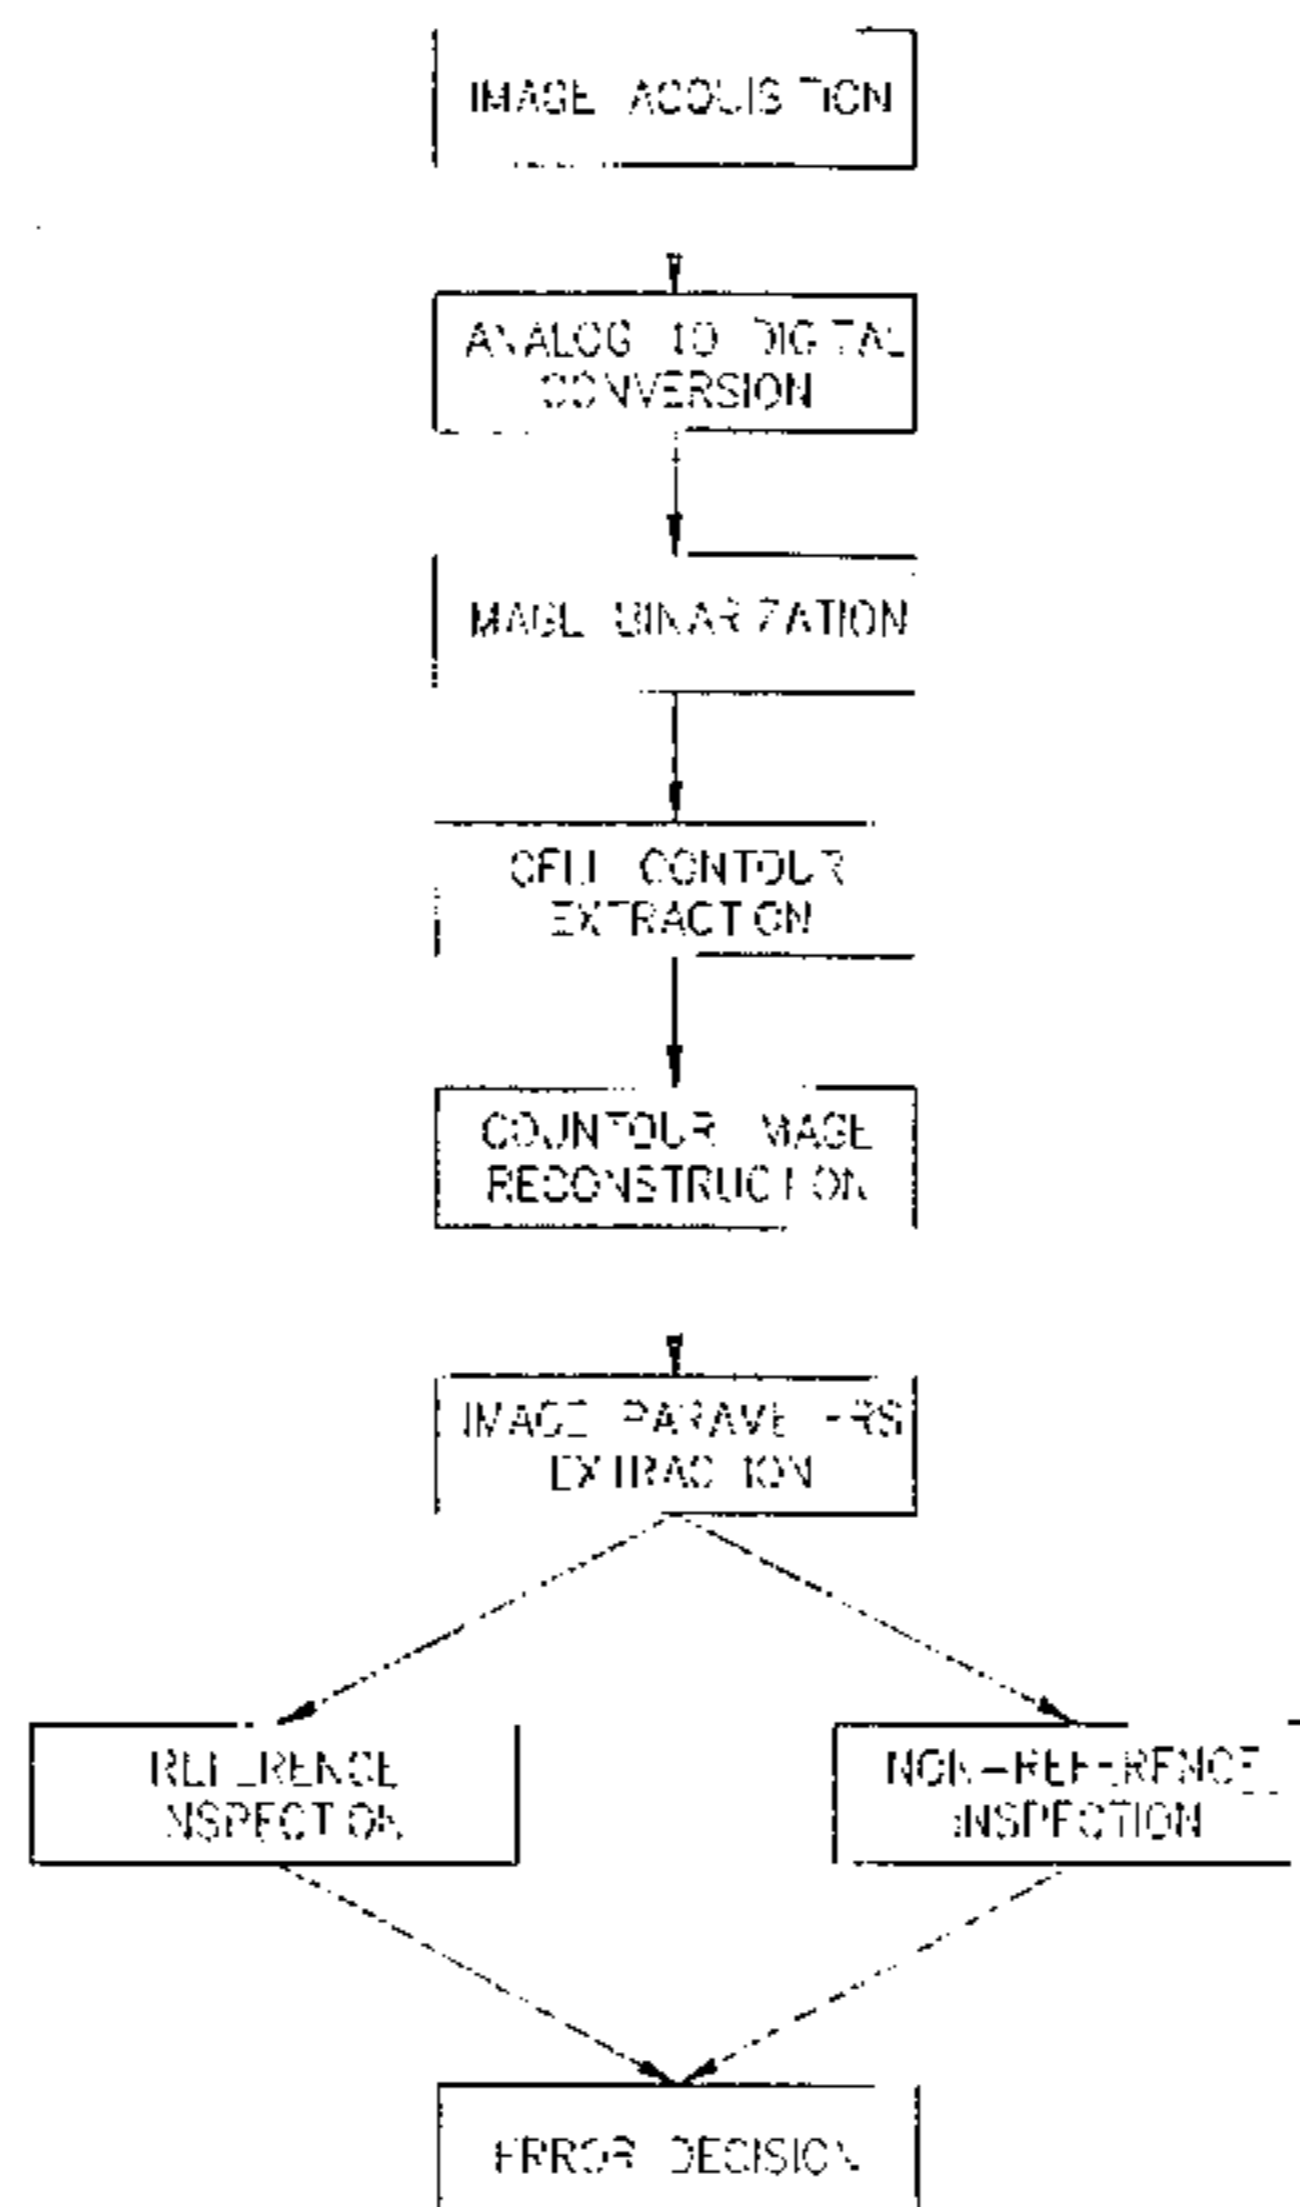 IMAGE ACQUISITION
ANALOG TO DIGITAL
CONVERSION
IMAGE BINARIZATION
CELL CONTOUR
EXTRACTION
COUNTOUR IMAGE
RECONSTRUCTION
IMAGE PARAMETERS
EXTRACTION
REFERENCE
INSPECTION
NON-REFERENCE
INSPECTION
ERROR DECISION